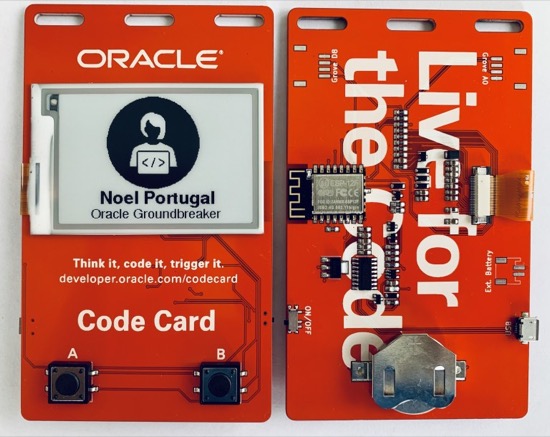 ORACLE®
</>
Noel Portugal
Oracle Groundbreaker
Think it, code it, trigger it.
developer.oracle.com/codecard
Code Card
A
B
Live for
the Code
Grove DB
Grove A0
Ext. Battery
ON/OFF